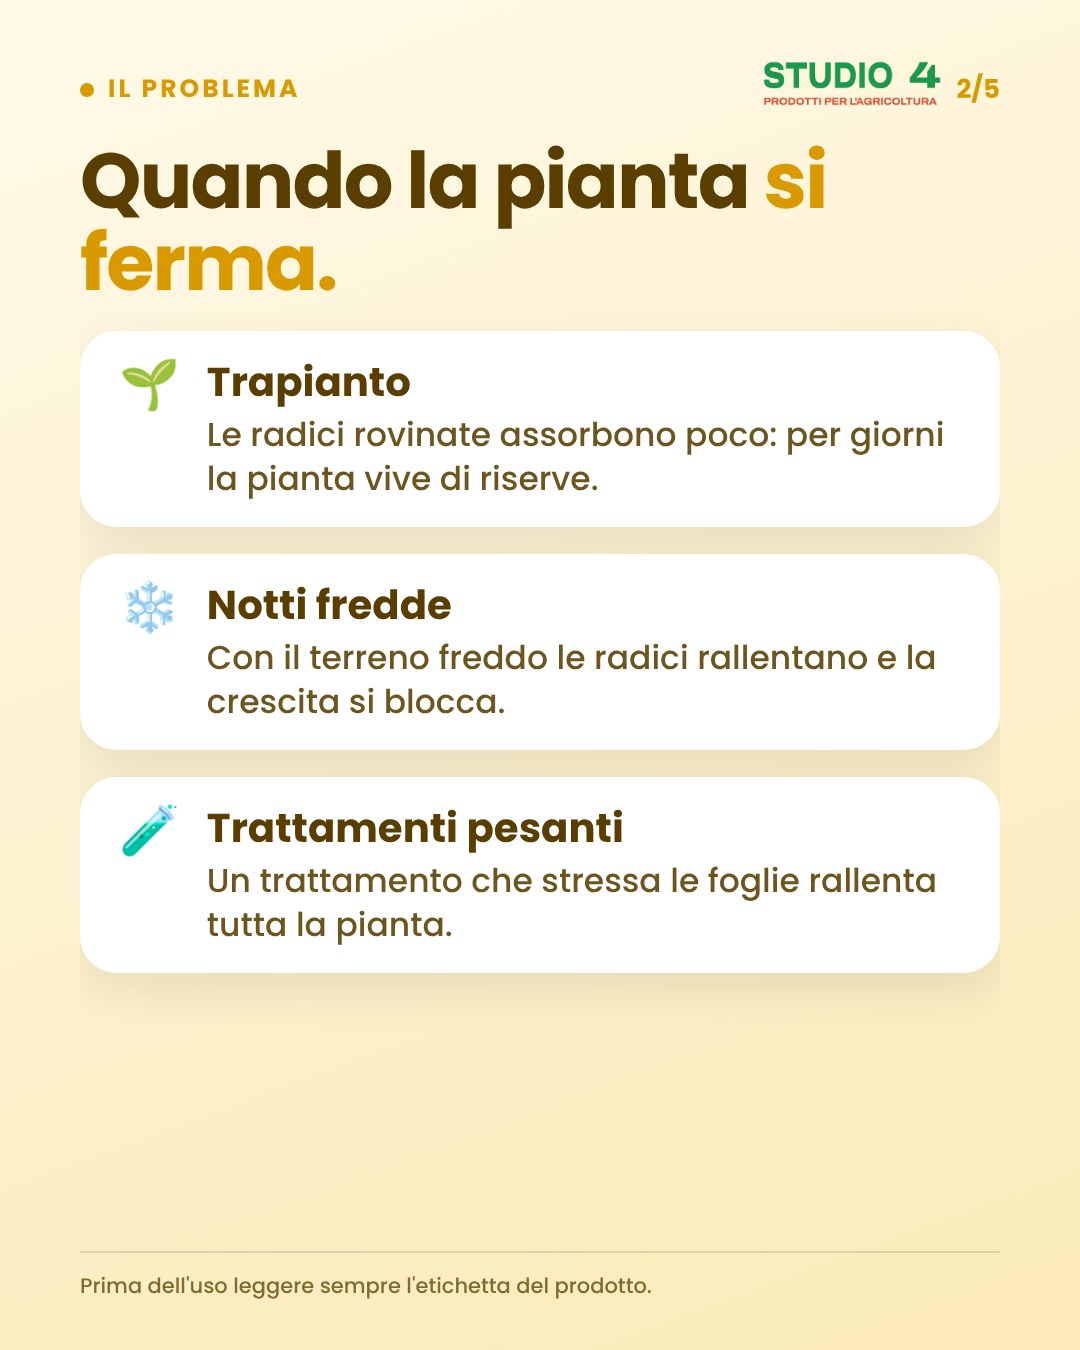 IL PROBLEMA
STUDIO 4
PRODOTTI PER L'AGRICOLTURA
2/5
Quando la pianta si
ferma.
Trapianto
Le radici rovinate assorbono poco: per giorni
la pianta vive di riserve.
Notti fredde
Con il terreno freddo le radici rallentano e la
crescita si blocca.
Trattamenti pesanti
Un trattamento che stressa le foglie rallenta
tutta la pianta.
Prima dell'uso leggere sempre l'etichetta del prodotto.